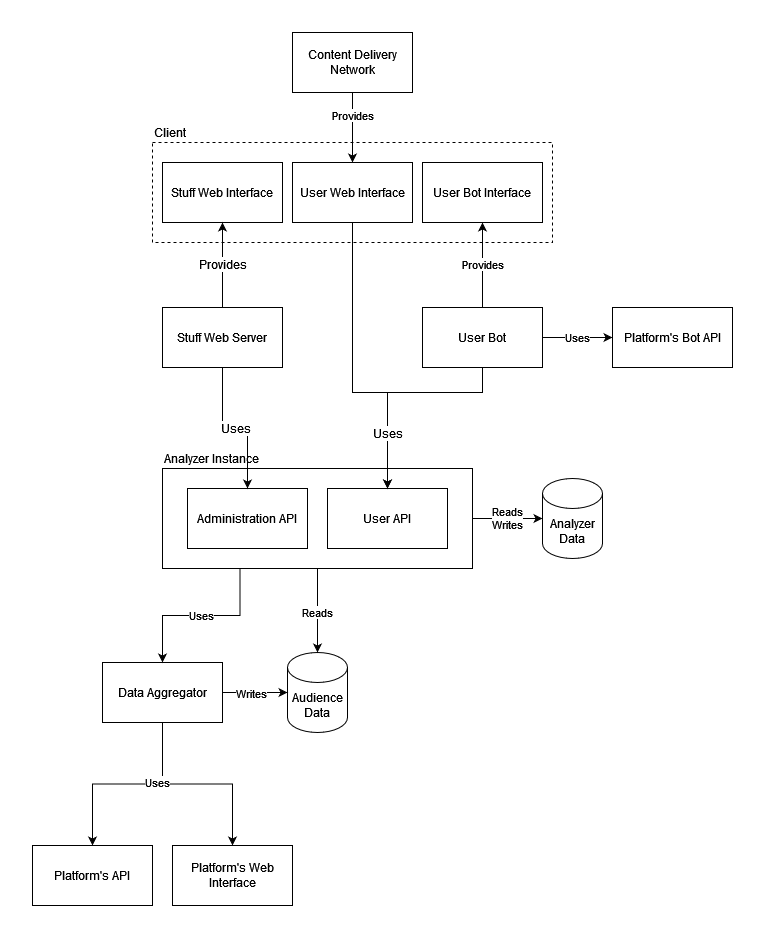 Content Delivery
Network
Provides
Client
Stuff Web Interface
User Web Interface
User Bot Interface
Provides
Provides
Stuff Web Server
User Bot
Uses
Platform's Bot API
Uses
Uses
Analyzer Instance
Administration API
User API
Reads
Writes
Analyzer
Data
Uses
Reads
Data Aggregator
Writes
Audience
Data
Uses
Platform's API
Platform's Web
Interface